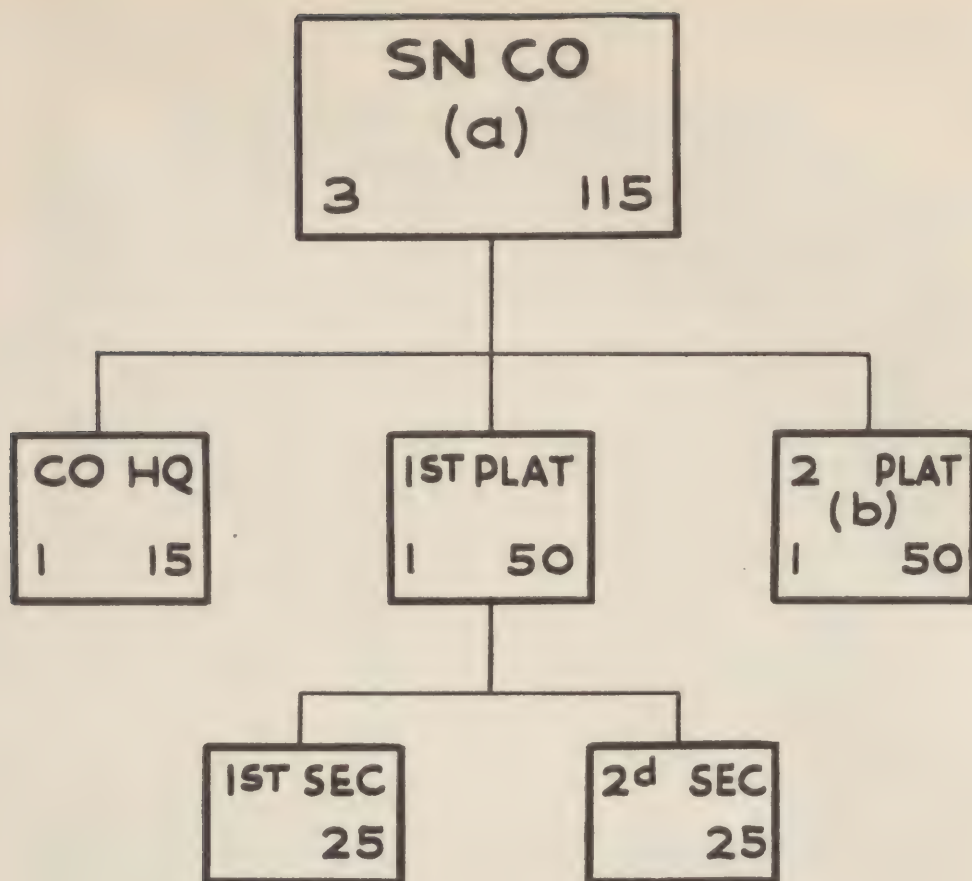 SN CO
(a)
3 115
CO HQ
1 15
1ST PLAT
1 50
2 PLAT
(b)
1 50
1ST SEC
25
2d SEC
25